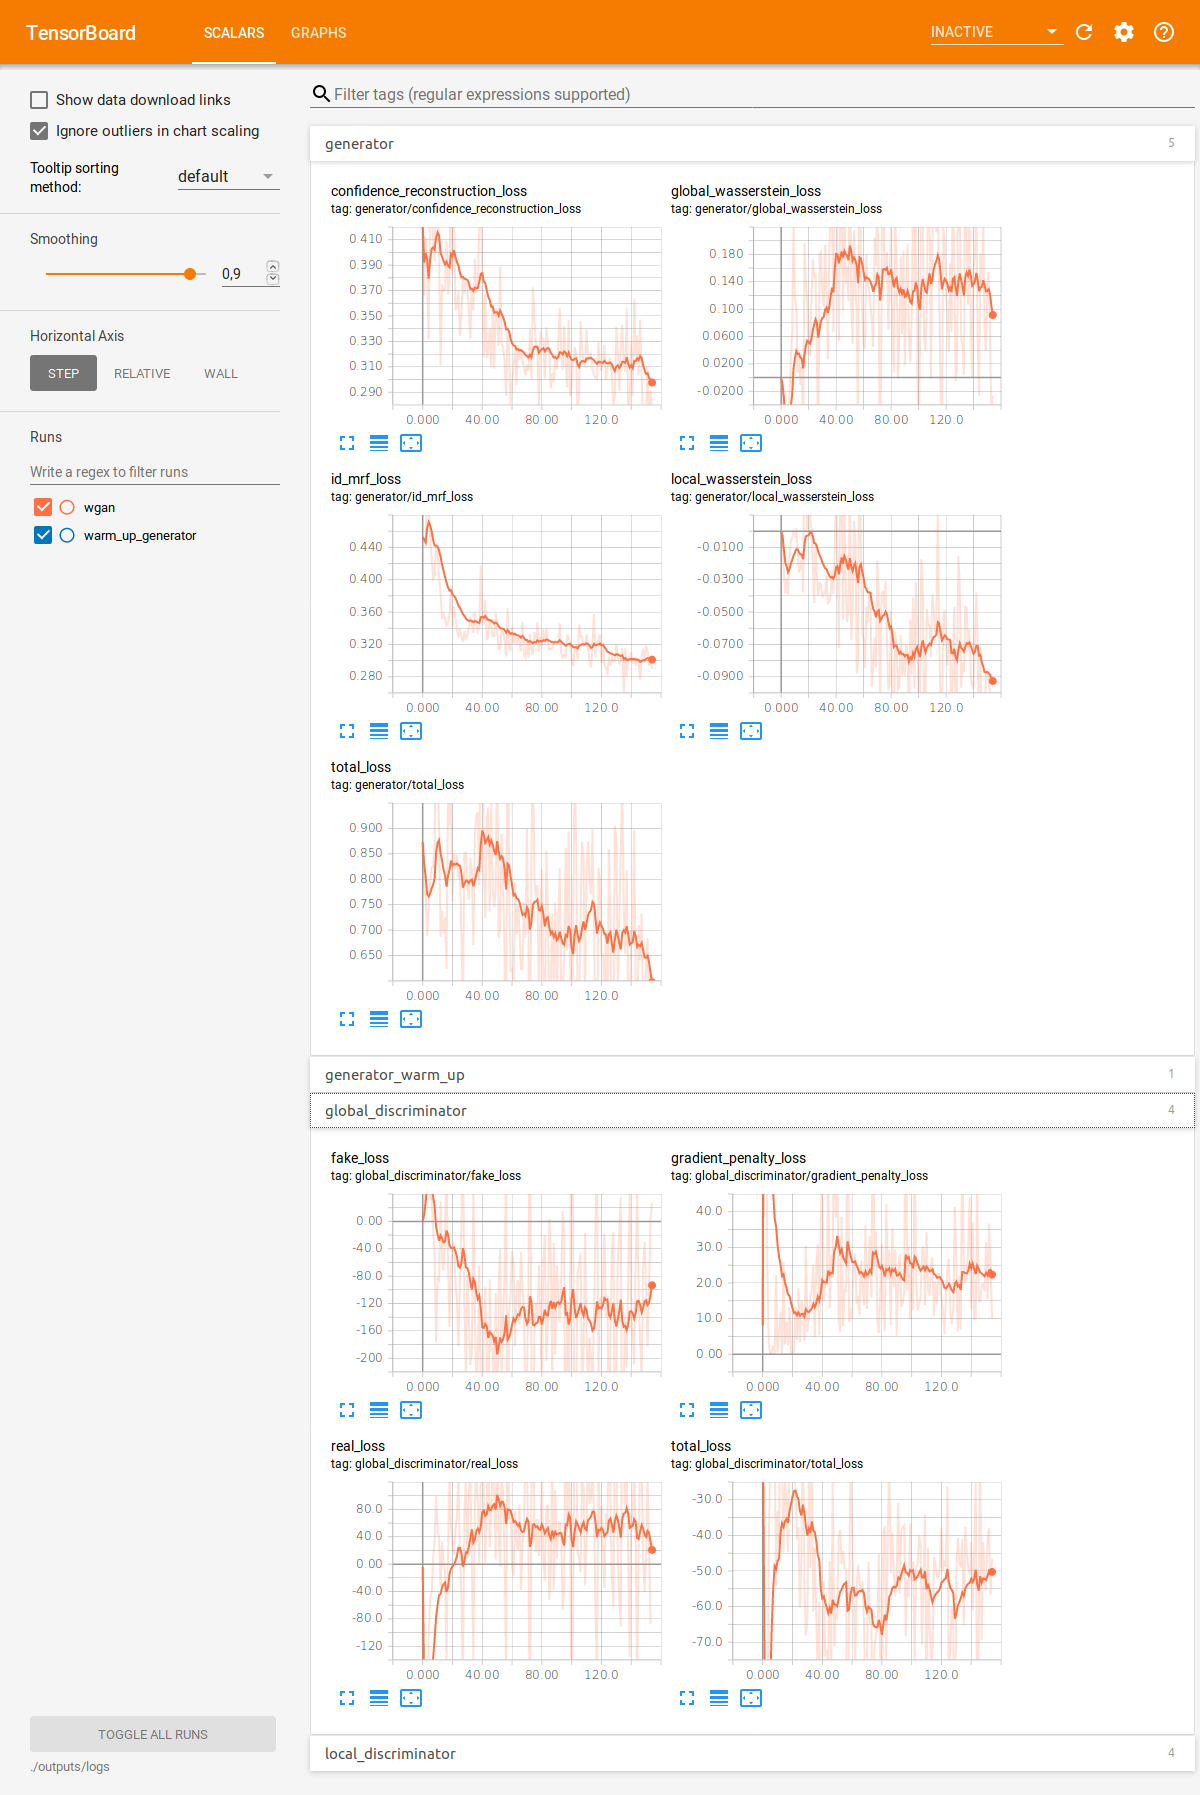 TensorBoard
SCALARS
GRAPHS
INACTIVE
Show data download links
Ignore outliers in chart scaling
Tooltip sorting
method:
default
Smoothing
0,9
Horizontal Axis
STEP
RELATIVE
WALL
Runs
Write a regex to filter runs
wgan
warm_up_generator
TOGGLE ALL RUNS
./outputs/logs
Filter tags (regular expressions supported)
generator
5
confidence_reconstruction_loss
tag: generator/confidence_reconstruction_loss
0.410
0.390
0.370
0.350
0.330
0.310
0.290
0.000 40.00 80.00 120.0
global_wasserstein_loss
tag: generator/global_wasserstein_loss
0.180
0.140
0.100
0.0600
0.0200
-0.0200
0.000 40.00 80.00 120.0
id_mrf_loss
tag: generator/id_mrf_loss
0.440
0.400
0.360
0.320
0.280
0.000 40.00 80.00 120.0
local_wasserstein_loss
tag: generator/local_wasserstein_loss
-0.0100
-0.0300
-0.0500
-0.0700
-0.0900
0.000 40.00 80.00 120.0
total_loss
tag: generator/total_loss
0.900
0.850
0.800
0.750
0.700
0.650
0.000 40.00 80.00 120.0
generator_warm_up
1
global_discriminator
4
fake_loss
tag: global_discriminator/fake_loss
0.00
-40.0
-80.0
-120
-160
-200
0.000 40.00 80.00 120.0
gradient_penalty_loss
tag: global_discriminator/gradient_penalty_loss
40.0
30.0
20.0
10.0
0.00
0.000 40.00 80.00 120.0
real_loss
tag: global_discriminator/real_loss
80.0
40.0
0.00
-40.0
-80.0
-120
0.000 40.00 80.00 120.0
total_loss
tag: global_discriminator/total_loss
-30.0
-40.0
-50.0
-60.0
-70.0
0.000 40.00 80.00 120.0
local_discriminator
4